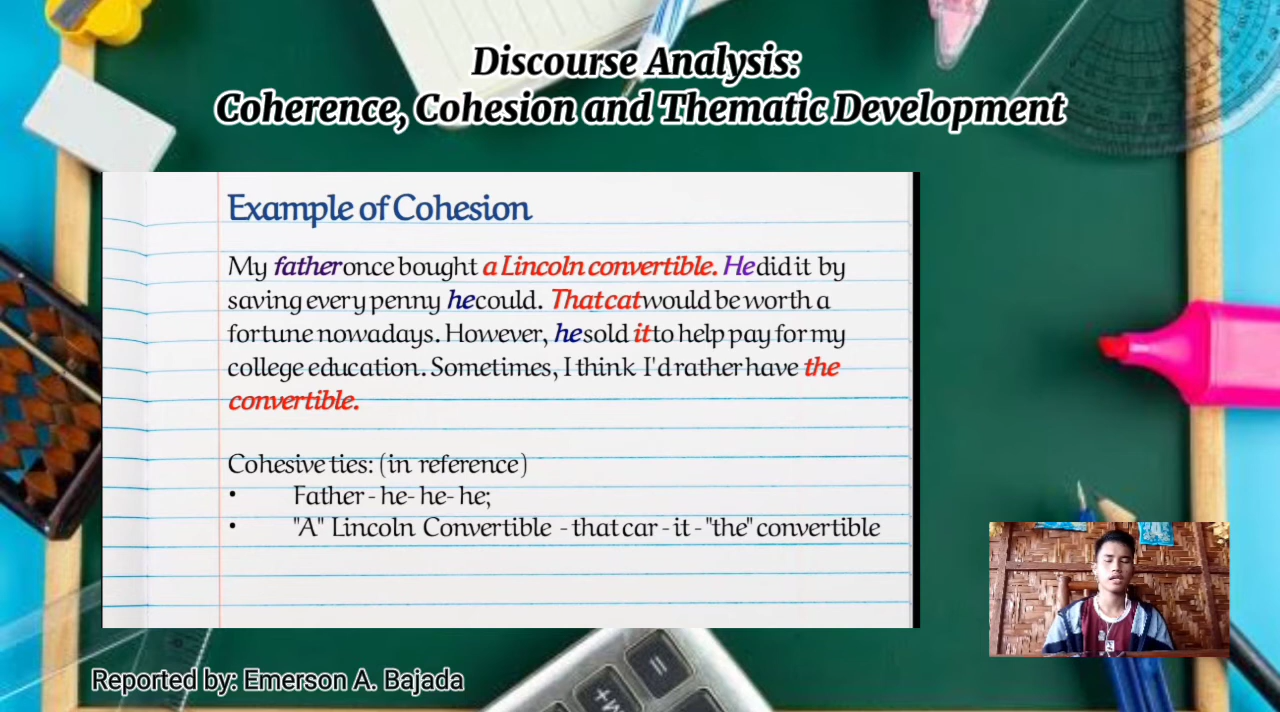 Discourse Analysis:
Coherence, Cohesion and Thematic Development
Example of Cohesion
My father once bought a Lincoln convertible. He did it by
saving every penny he could. That cat would be worth a
fortune nowadays. However, he sold it to help pay for my
college education. Sometimes, I think I'd rather have the
convertible.
Cohesive ties: (in reference)
• Father - he- he- he;
• "A" Lincoln Convertible - that car - it - "the" convertible
Reported by: Emerson A. Bajada